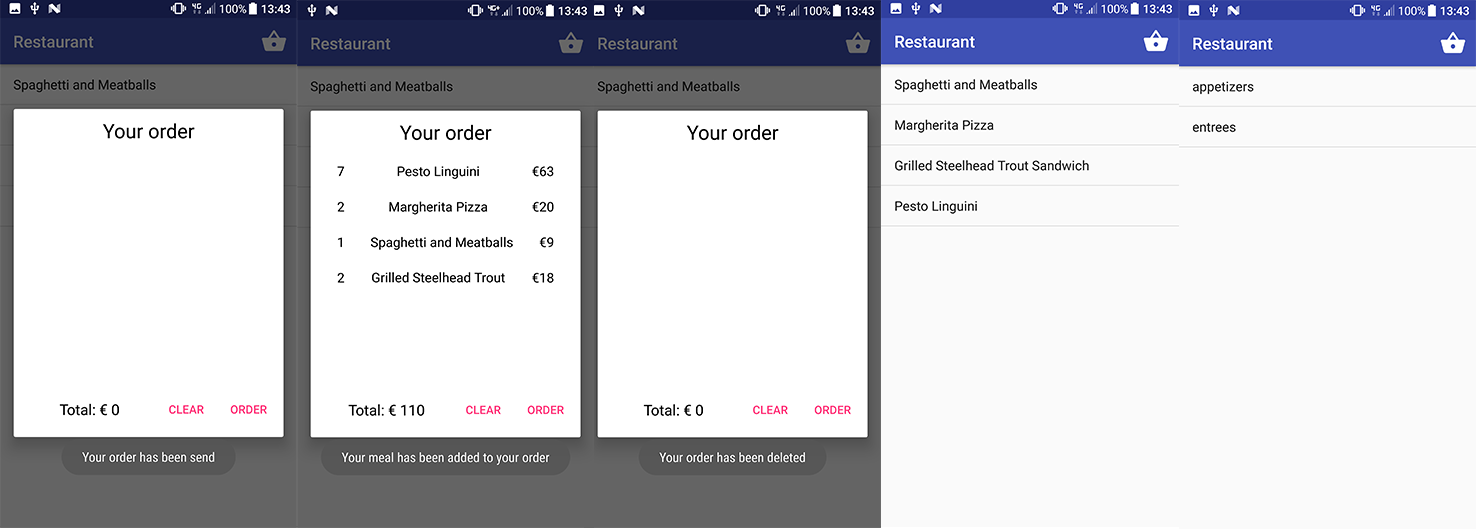 4G 100% 13:43
Restaurant
Spaghetti and Meatballs
Your order
Total: € 0 CLEAR ORDER
Your order has been send
4G+ 100% 13:43
Restaurant
Spaghetti and Meatballs
Your order
7 Pesto Linguini €63
2 Margherita Pizza €20
1 Spaghetti and Meatballs €9
2 Grilled Steelhead Trout €18
Total: € 110 CLEAR ORDER
Your meal has been added to your order
4G 100% 13:43
Restaurant
Spaghetti and Meatballs
Your order
Total: € 0 CLEAR ORDER
Your order has been deleted
4G 100% 13:43
Restaurant
Spaghetti and Meatballs
Margherita Pizza
Grilled Steelhead Trout Sandwich
Pesto Linguini
4G 100% 13:43
Restaurant
appetizers
entrees